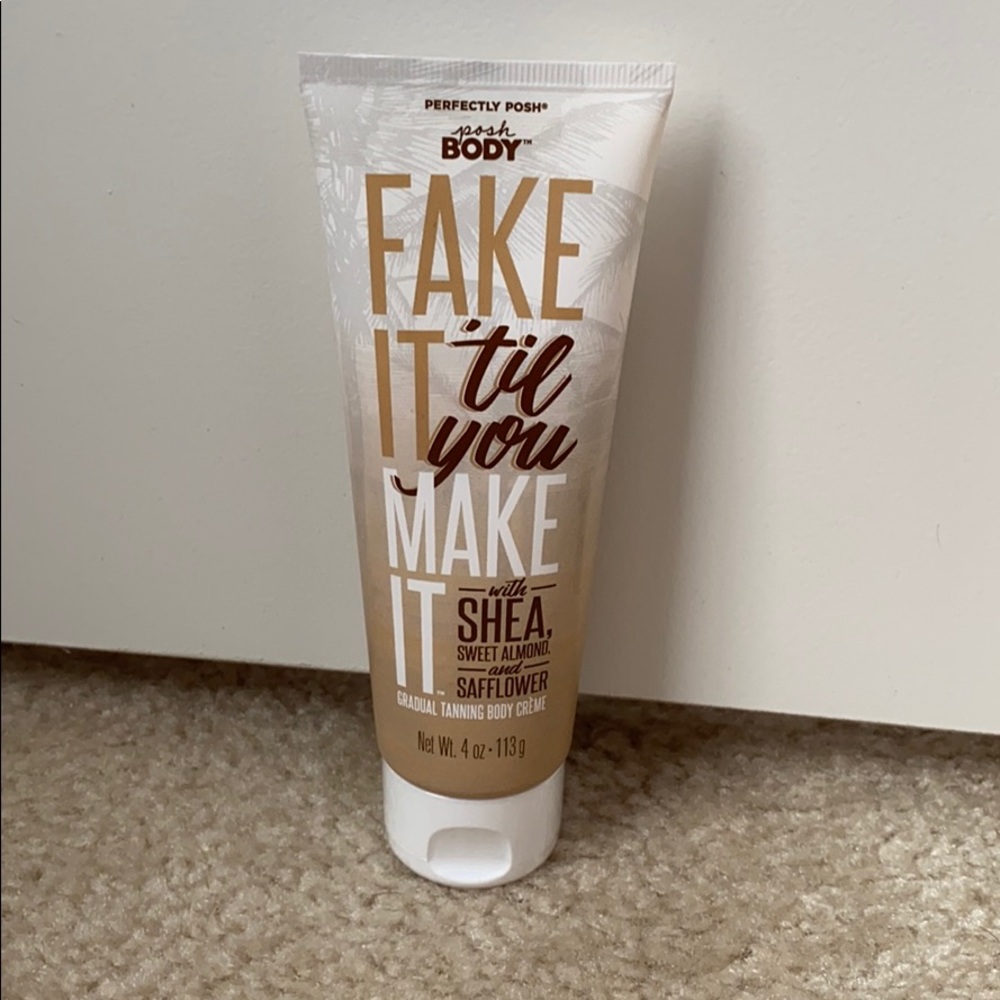 PERFECTLY POSH®
posh
BODY™
FAKE
IT 'til
you
MAKE
IT™
with
SHEA,
SWEET ALMOND,
and
SAFFLOWER
GRADUAL TANNING BODY CRÈME
Net Wt. 4 oz • 113 g